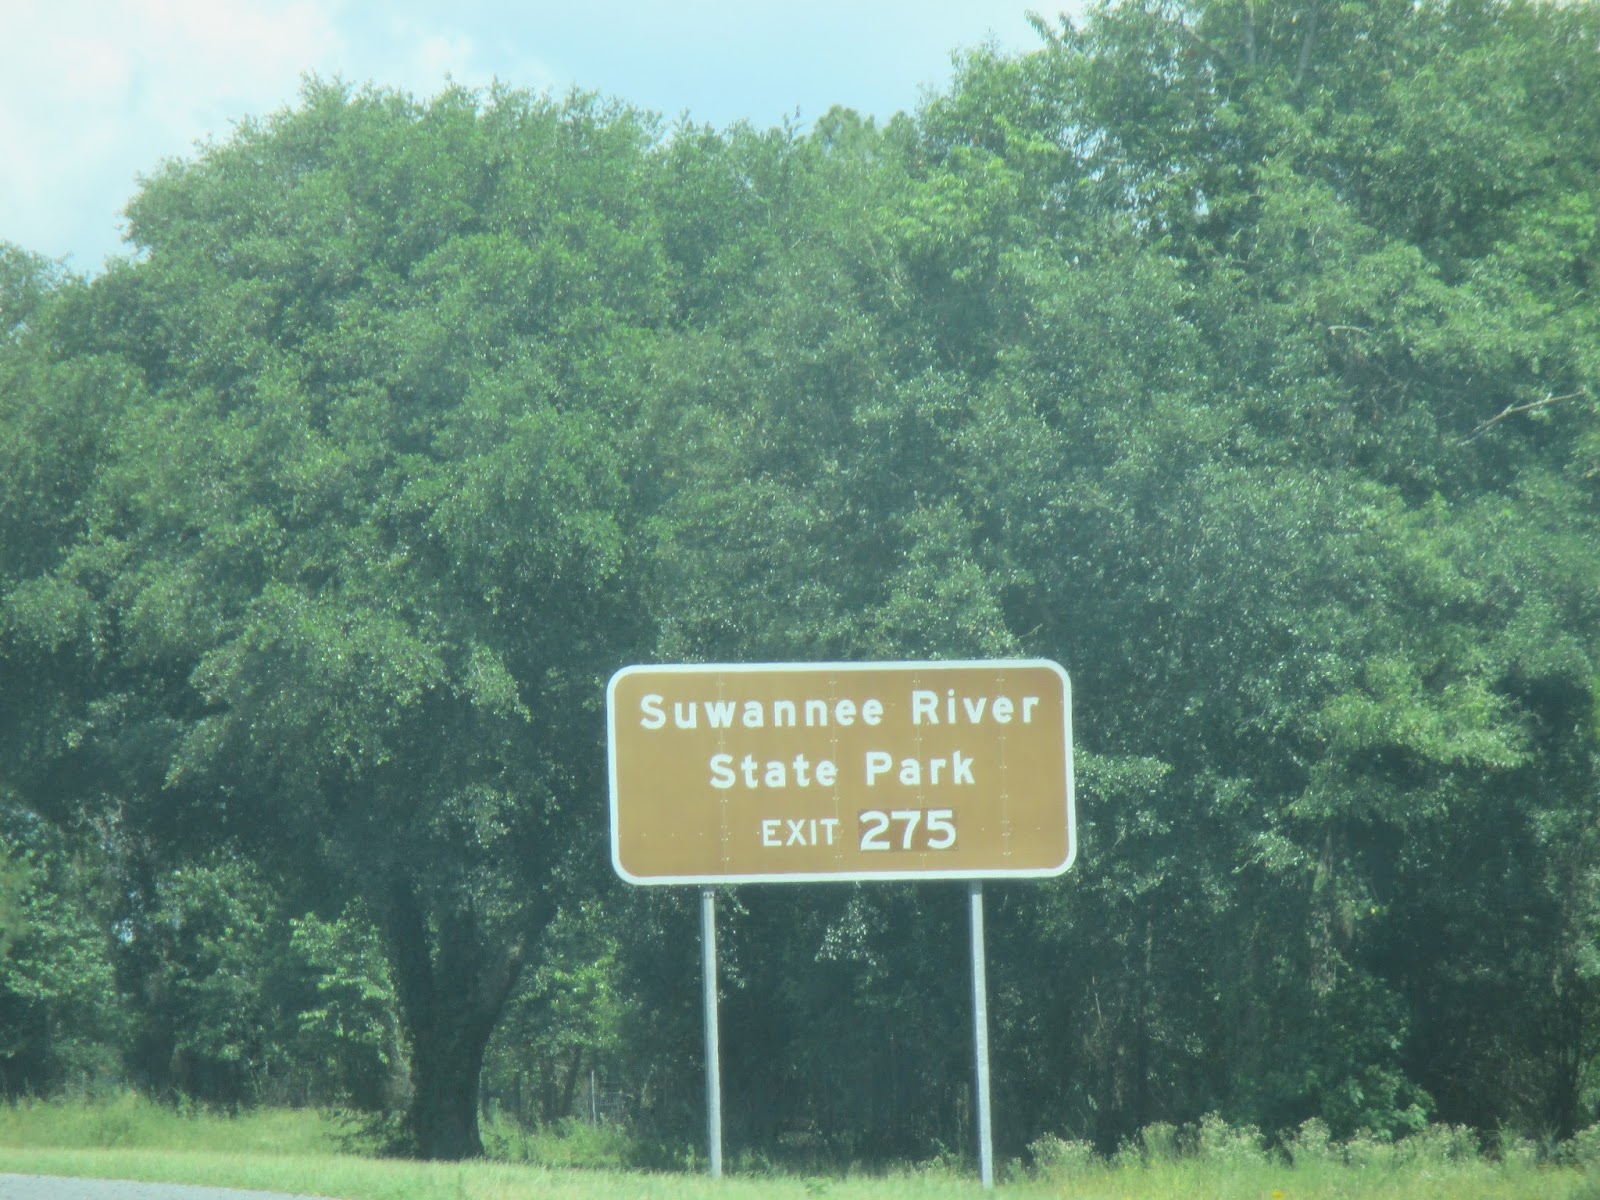 Suwannee River
State Park
EXIT 275